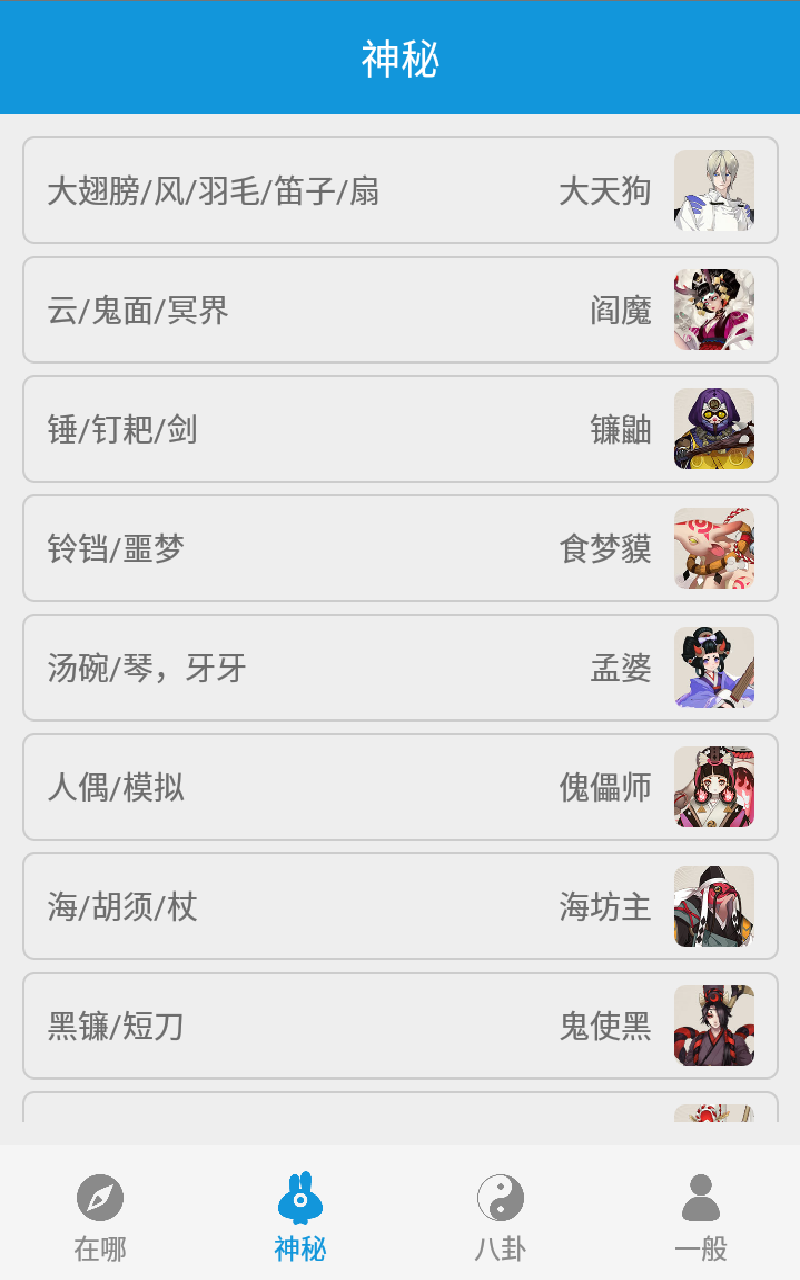 神秘
大翅膀/风/羽毛/笛子/扇 大天狗
云/鬼面/冥界 阎魔
锤/钉耙/剑 镰鼬
铃铛/噩梦 食梦貘
汤碗/琴，牙牙 孟婆
人偶/模拟 傀儡师
海/胡须/杖 海坊主
黑镰/短刀 鬼使黑
在哪 神秘 八卦 一般